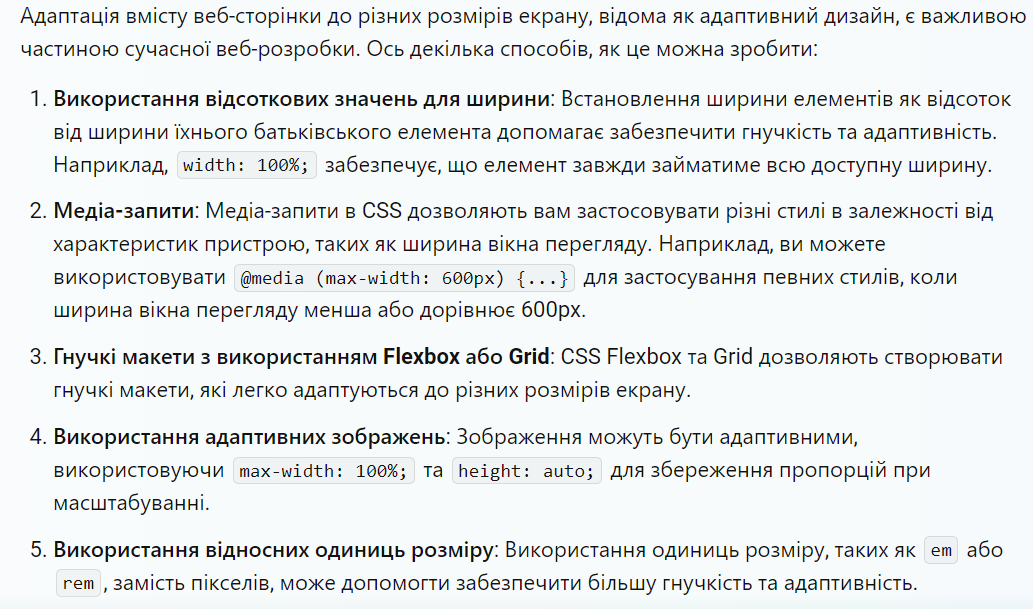 Адаптація вмісту веб-сторінки до різних розмірів екрану, відома як адаптивний дизайн, є важливою
частиною сучасної веб-розробки. Ось декілька способів, як це можна зробити:
1. Використання відсоткових значень для ширини: Встановлення ширини елементів як відсоток
від ширини їхнього батьківського елемента допомагає забезпечити гнучкість та адаптивність.
Наприклад, width: 100%; забезпечує, що елемент завжди займатиме всю доступну ширину.
2. Медіа-запити: Медіа-запити в CSS дозволяють вам застосовувати різні стилі в залежності від
характеристик пристрою, таких як ширина вікна перегляду. Наприклад, ви можете
використовувати @media (max-width: 600px) {...} для застосування певних стилів, коли
ширина вікна перегляду менша або дорівнює 600px.
3. Гнучкі макети з використанням Flexbox або Grid: CSS Flexbox та Grid дозволяють створювати
гнучкі макети, які легко адаптуються до різних розмірів екрану.
4. Використання адаптивних зображень: Зображення можуть бути адаптивними,
використовуючи max-width: 100%; та height: auto; для збереження пропорцій при
масштабуванні.
5. Використання відносних одиниць розміру: Використання одиниць розміру, таких як em або
rem, замість пікселів, може допомогти забезпечити більшу гнучкість та адаптивність.